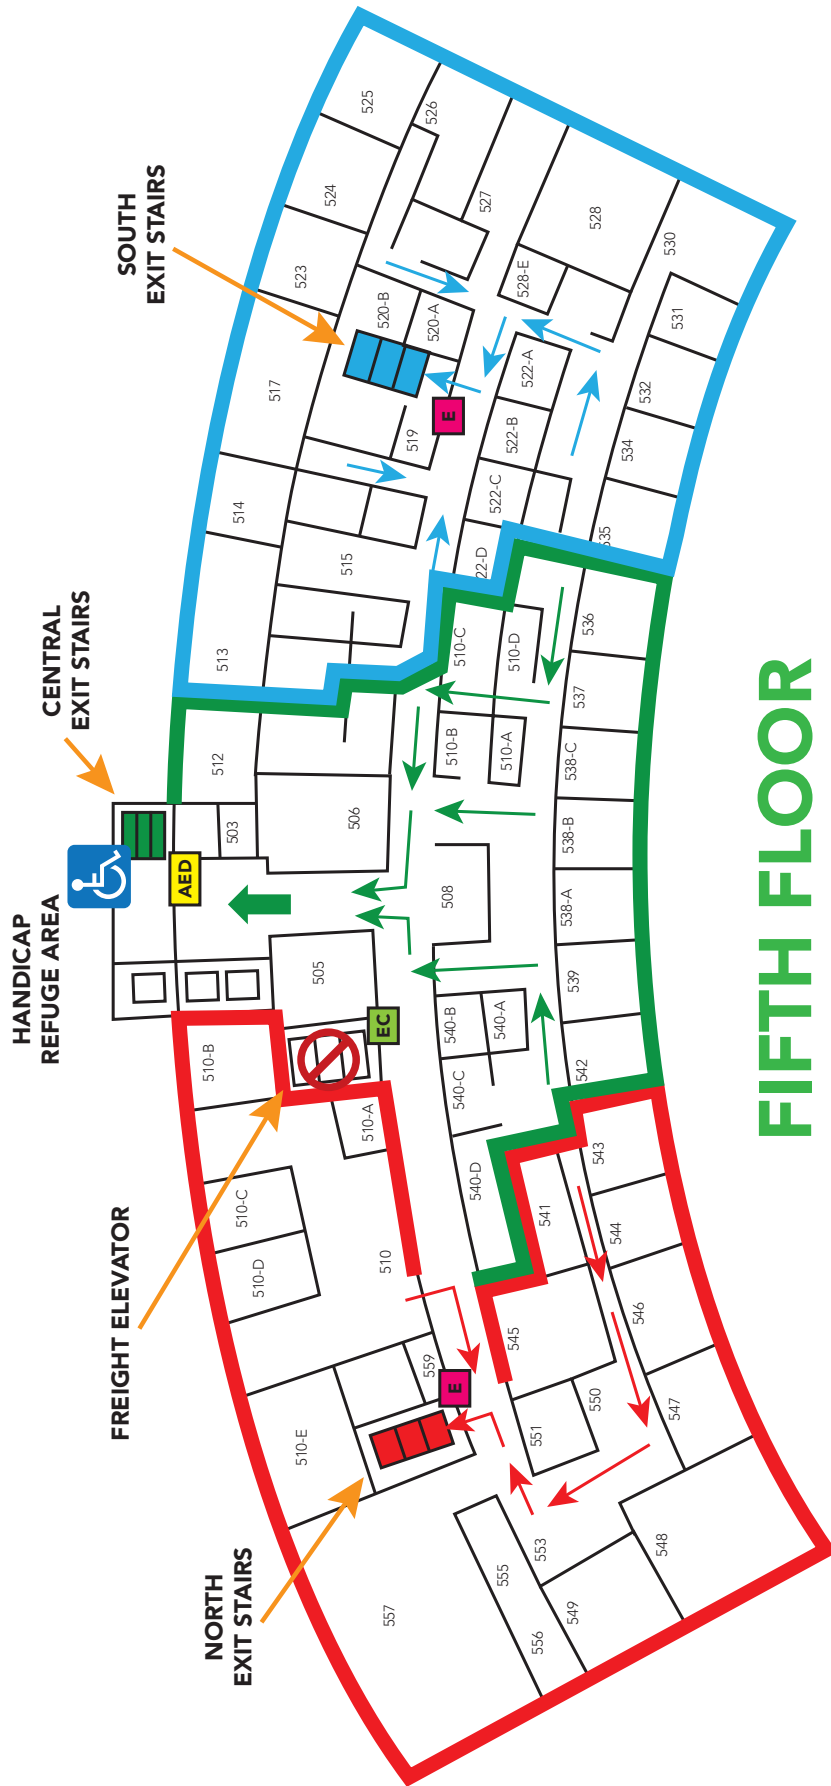 SOUTH
EXIT STAIRS
CENTRAL
EXIT STAIRS
HANDICAP
REFUGE AREA
FREIGHT ELEVATOR
NORTH
EXIT STAIRS
FIFTH FLOOR
AED
EC
E
E
525
526
524
527
523
528
530
528-E
520-B
520-A
531
517
522-A
532
519
522-B
534
514
522-C
535
515
22-D
513
510-C
510-D
536
537
512
510-B
510-A
538-C
503
506
538-B
508
538-A
505
539
540-B
540-A
510-B
542
540-C
510-A
543
540-D
510-C
541
544
510-D
510
546
545
559
547
550
551
510-E
548
553
555
549
556
557